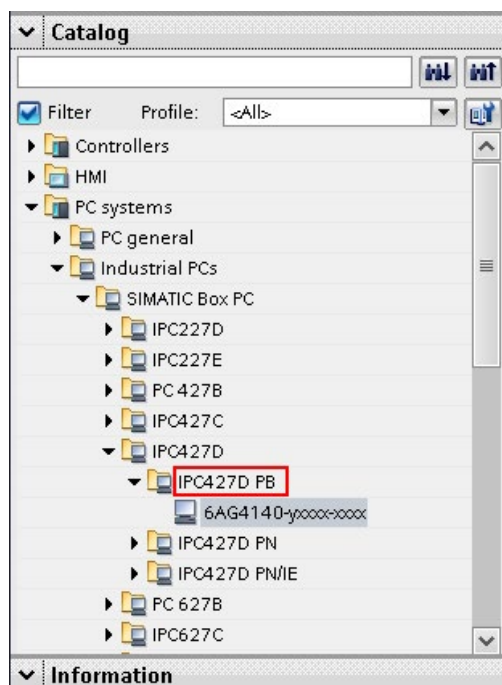 Catalog
Filter Profile: <All>
Controllers
HMI
PC systems
PC general
Industrial PCs
SIMATIC Box PC
IPC227D
IPC227E
PC 427B
IPC427C
IPC427D
IPC427D PB
6AG4140-yxxxx-xxxx
IPC427D PN
IPC427D PN/IE
PC 627B
IPC627C
Information